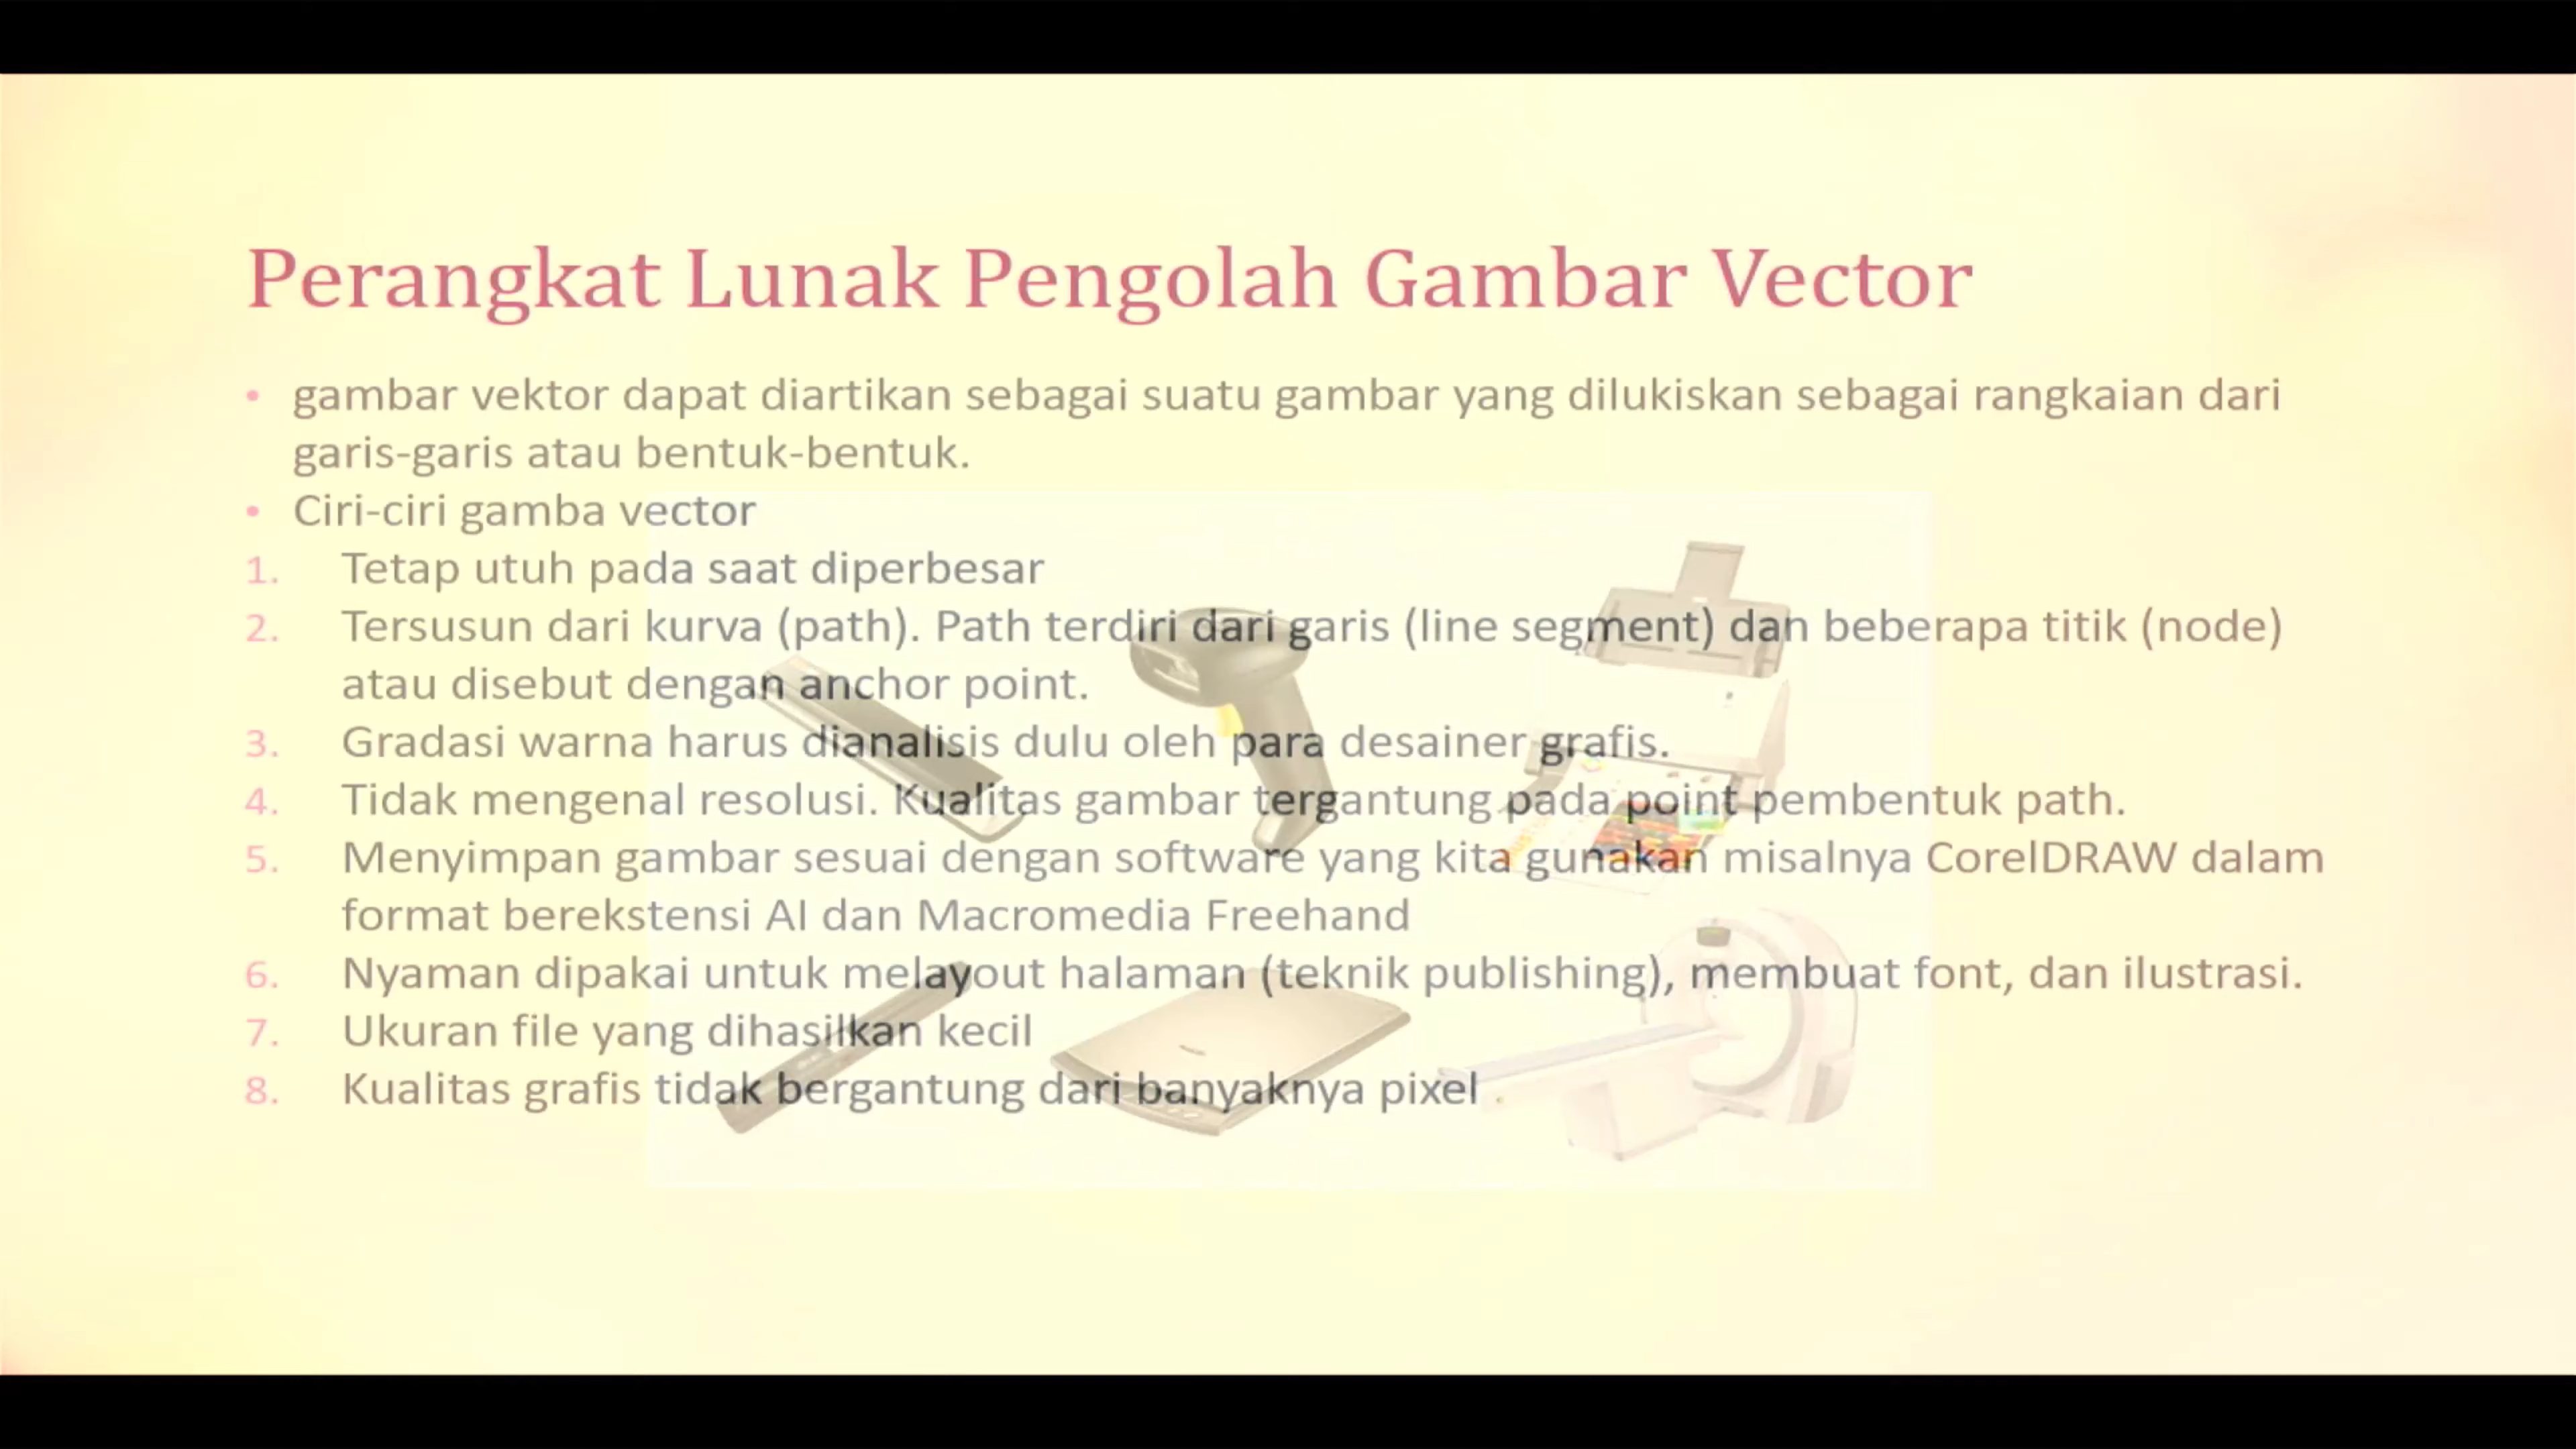 Perangkat Lunak Pengolah Gambar Vector
• gambar vektor dapat diartikan sebagai suatu gambar yang dilukiskan sebagai rangkaian dari
garis-garis atau bentuk-bentuk.
• Ciri-ciri gamba vector
1. Tetap utuh pada saat diperbesar
2. Tersusun dari kurva (path). Path terdiri dari garis (line segment) dan beberapa titik (node)
atau disebut dengan anchor point.
3. Gradasi warna harus dianalisis dulu oleh para desainer grafis.
4. Tidak mengenal resolusi. Kualitas gambar tergantung pada point pembentuk path.
5. Menyimpan gambar sesuai dengan software yang kita gunakan misalnya CorelDRAW dalam
format berekstensi AI dan Macromedia Freehand
6. Nyaman dipakai untuk melayout halaman (teknik publishing), membuat font, dan ilustrasi.
7. Ukuran file yang dihasilkan kecil
8. Kualitas grafis tidak bergantung dari banyaknya pixel